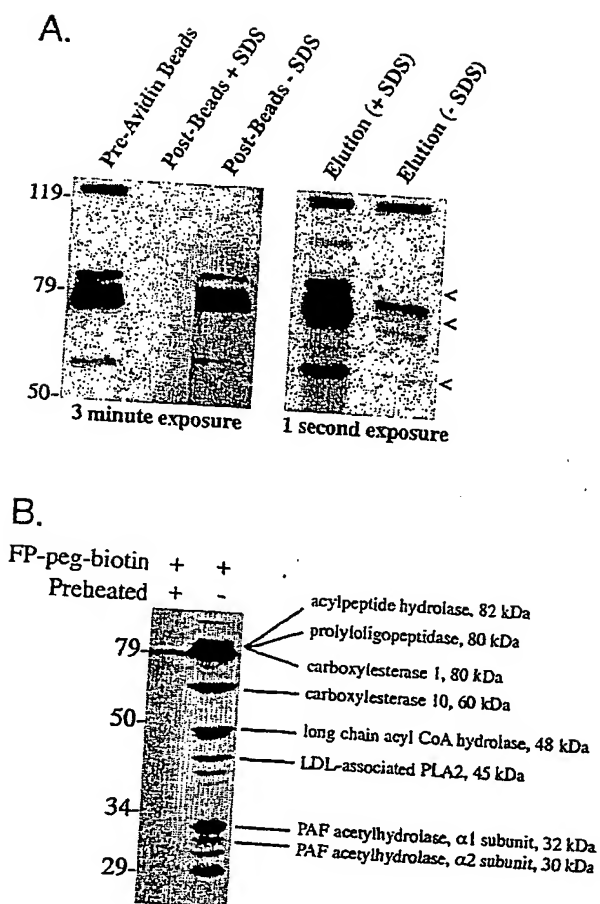 A.
Pre-Avidin Beads
Post-Beads + SDS
Post-Beads - SDS
Elution (+ SDS)
Elution (- SDS)
119-
79-
50-
3 minute exposure
1 second exposure
B.
FP-peg-biotin + +
Preheated + -
79-
50-
34-
29-
acylpeptide hydrolase, 82 kDa
prolyloligopeptidase, 80 kDa
carboxylesterase 1, 80 kDa
carboxylesterase 10, 60 kDa
long chain acyl CoA hydrolase, 48 kDa
LDL-associated PLA2, 45 kDa
PAF acetylhydrolase, α1 subunit, 32 kDa
PAF acetylhydrolase, α2 subunit, 30 kDa